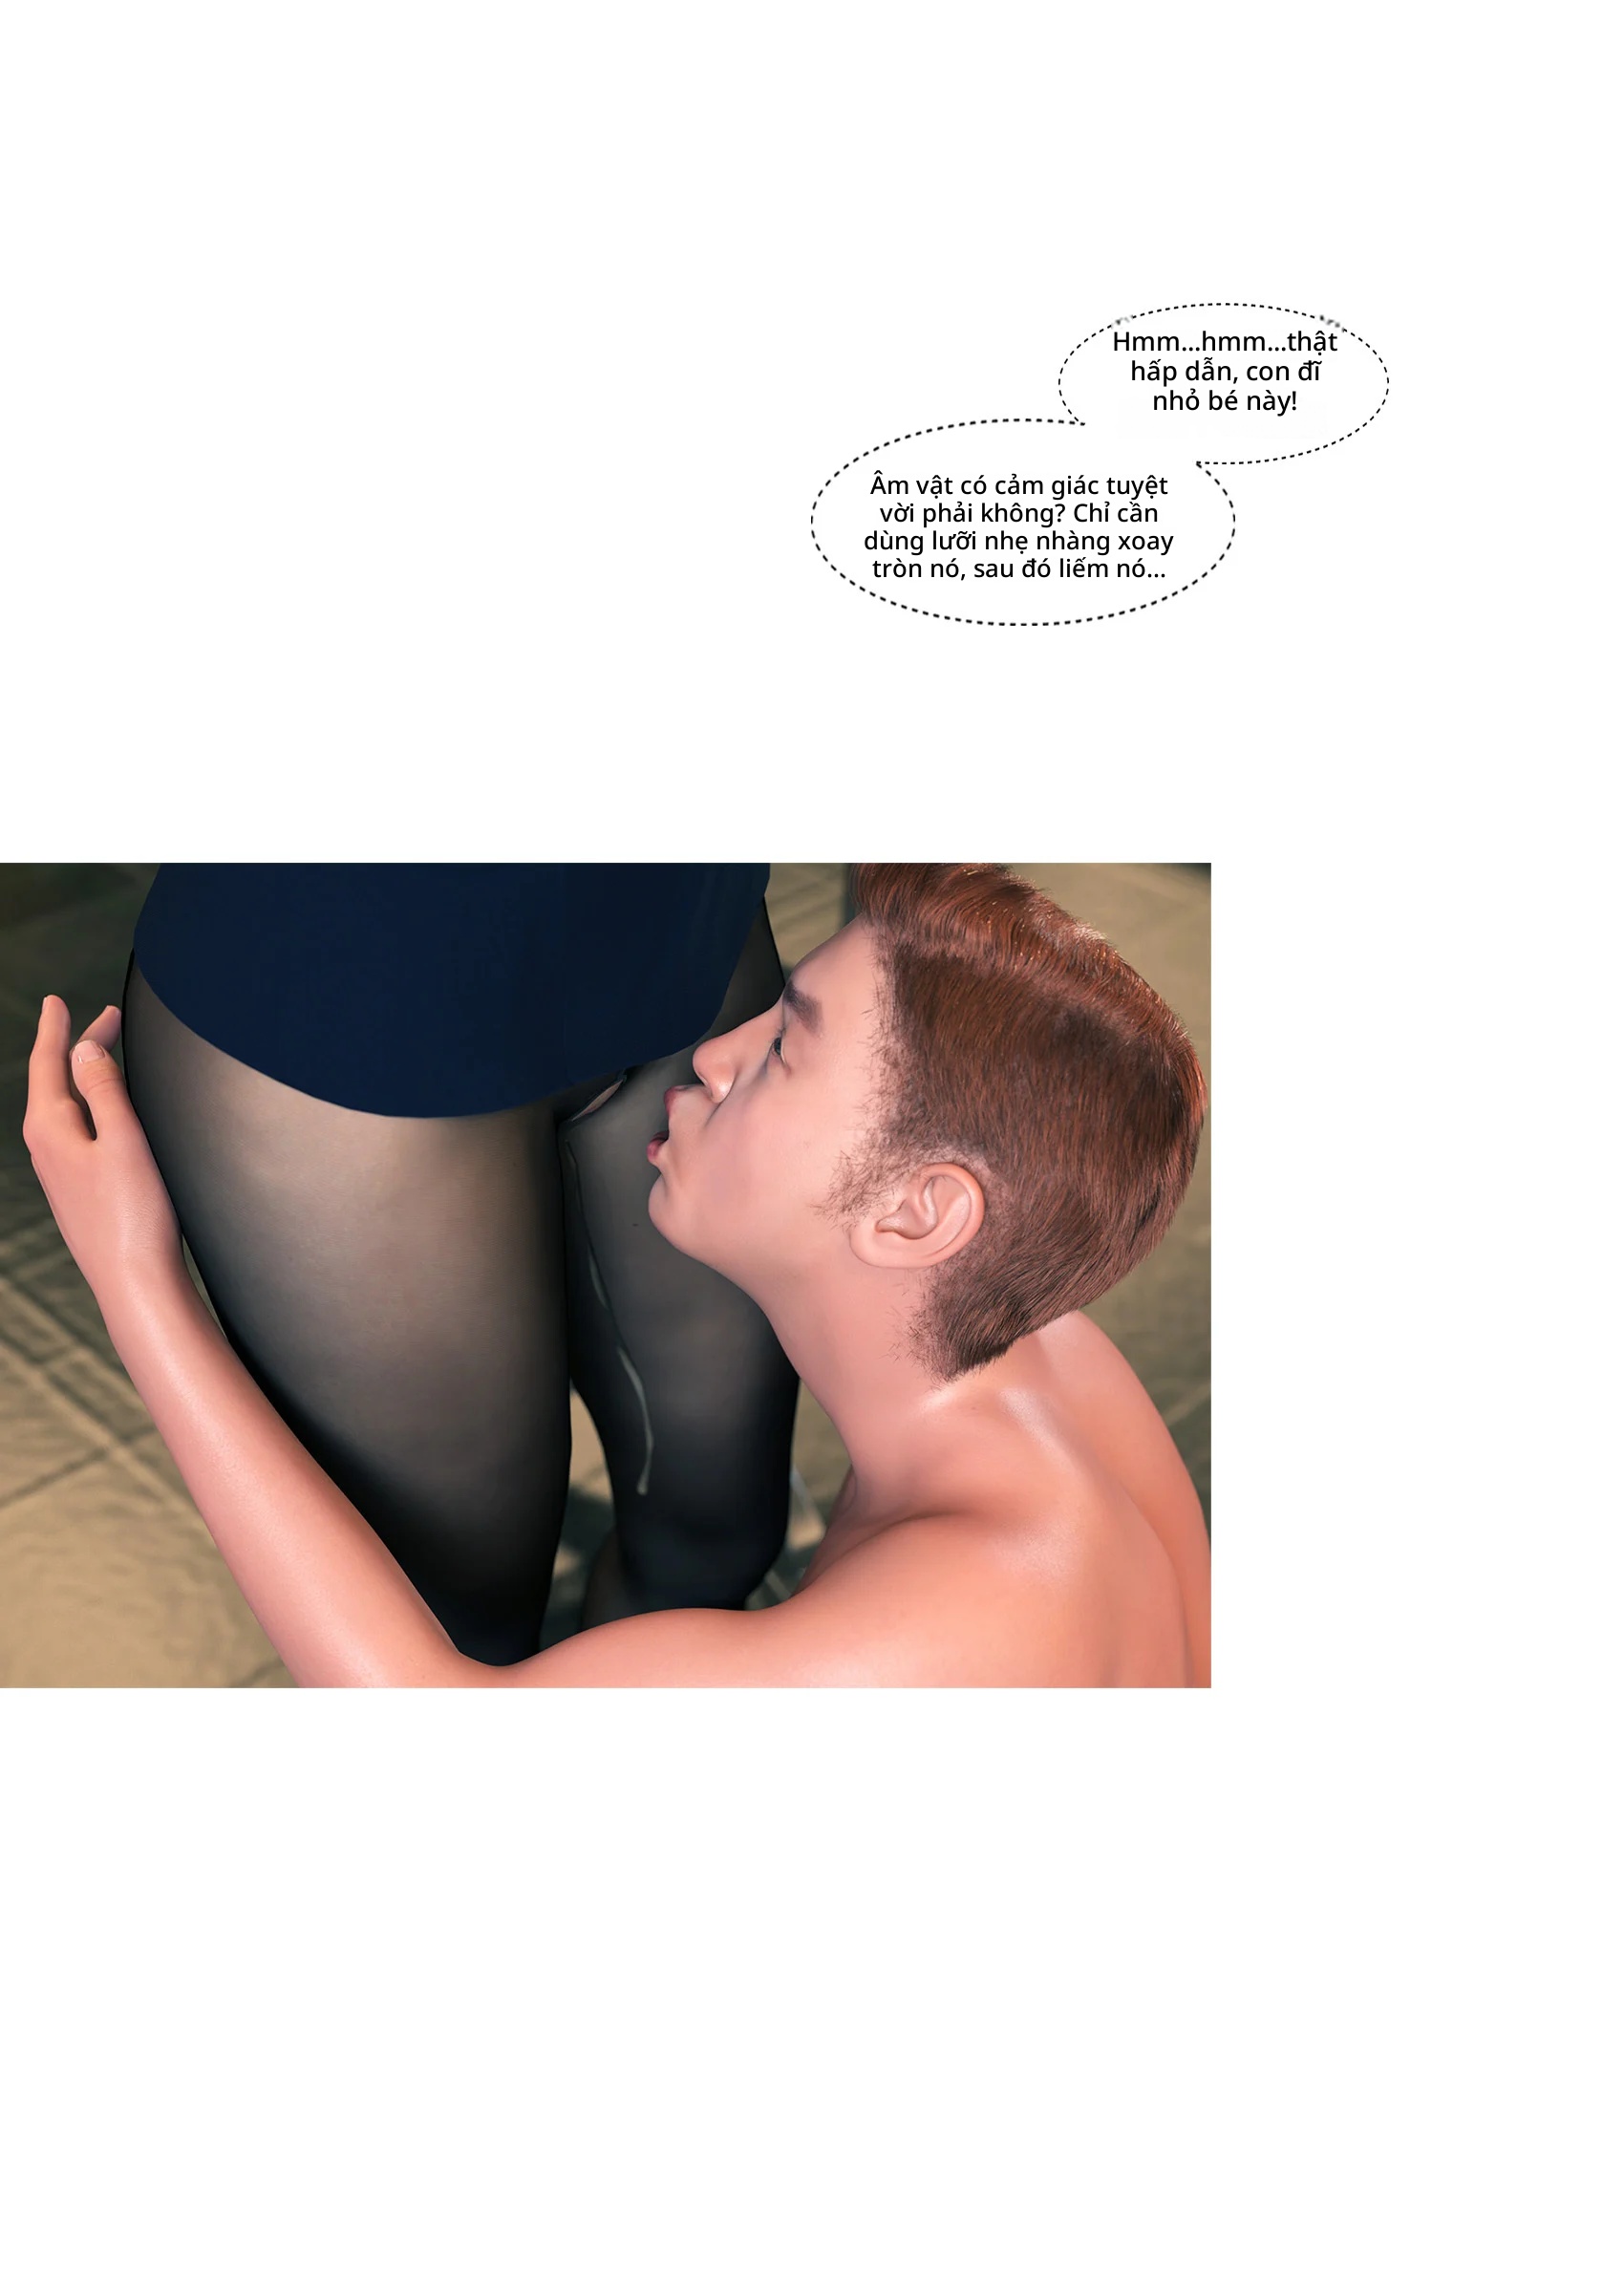 Hmm...hmm...thật
hấp dẫn, con đĩ
nhỏ bé này!
Âm vật có cảm giác tuyệt
vời phải không? Chỉ cần
dùng lưỡi nhẹ nhàng xoay
tròn nó, sau đó liếm nó...